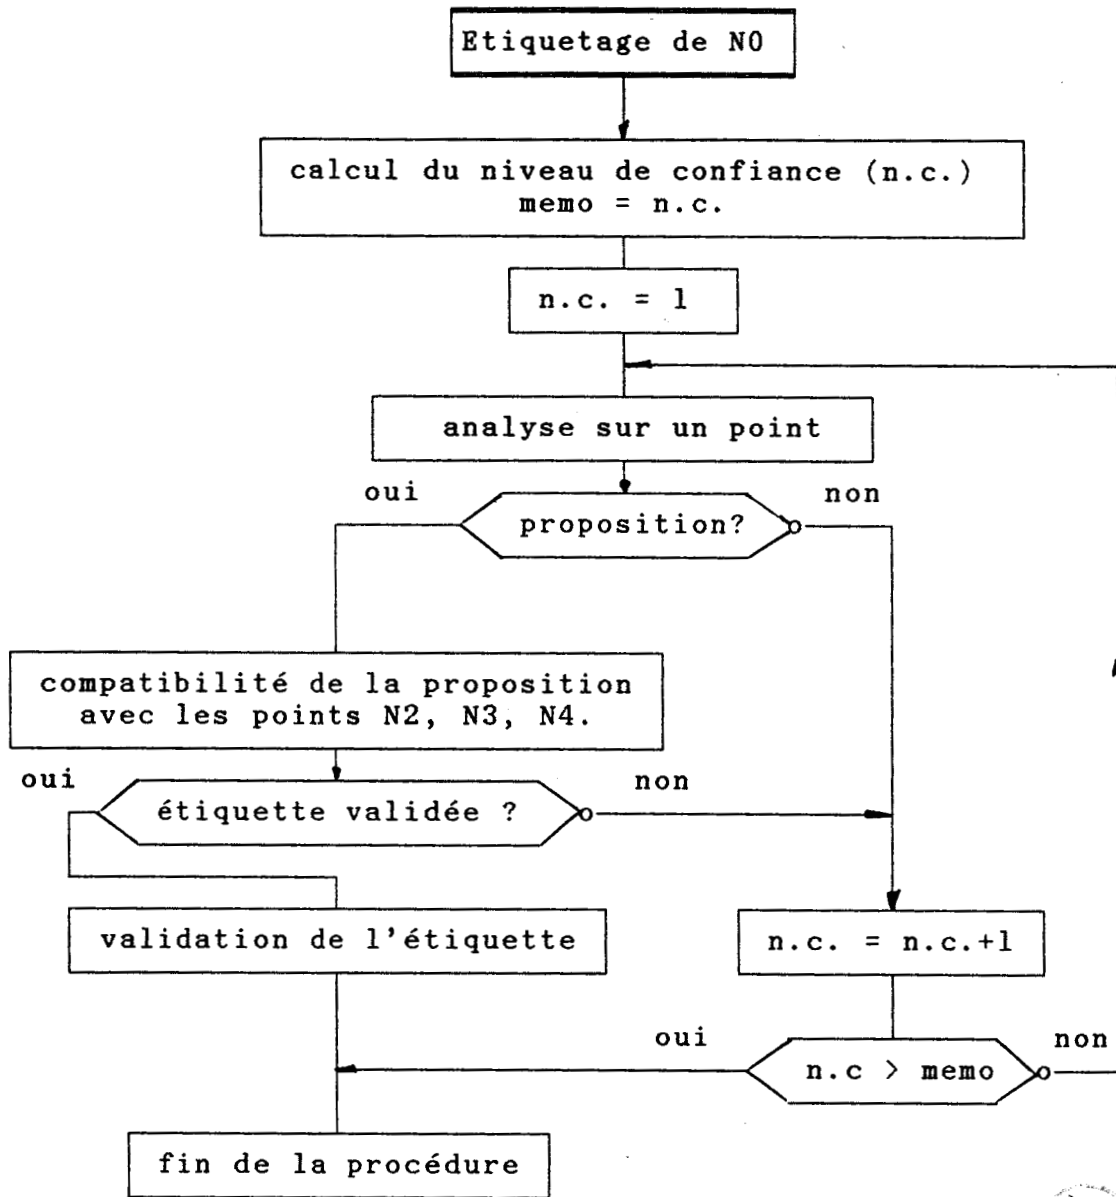 Etiquetage de N0
calcul du niveau de confiance (n.c.)
memo = n.c.
n.c. = 1
analyse sur un point
oui
non
proposition?
compatibilité de la proposition
avec les points N2, N3, N4.
oui
non
étiquette validée ?
validation de l'étiquette
n.c. = n.c.+1
oui
non
n.c > memo
fin de la procédure